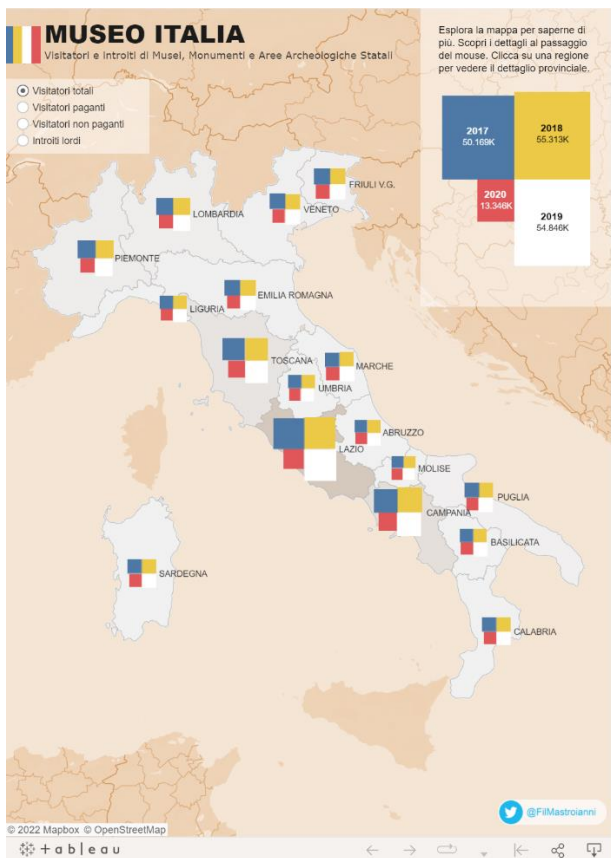 MUSEO ITALIA
Visitatori e Introiti di Musei, Monumenti e Aree Archeologiche Statali
Visitatori totali
Visitatori paganti
Visitatori non paganti
Introiti lordi
Esplora la mappa per saperne di
più. Scopri i dettagli al passaggio
del mouse. Clicca su una regione
per vedere il dettaglio provinciale.
2017
50.169K
2018
55.313K
2020
13.346K
2019
54.846K
FRIULI V.G.
LOMBARDIA
VENETO
PIEMONTE
EMILIA ROMAGNA
LIGURIA
TOSCANA
MARCHE
UMBRIA
ABRUZZO
LAZIO
MOLISE
PUGLIA
CAMPANIA
BASILICATA
SARDEGNA
CALABRIA
@FilMastroianni
© 2022 Mapbox © OpenStreetMap
+ a b | e a u